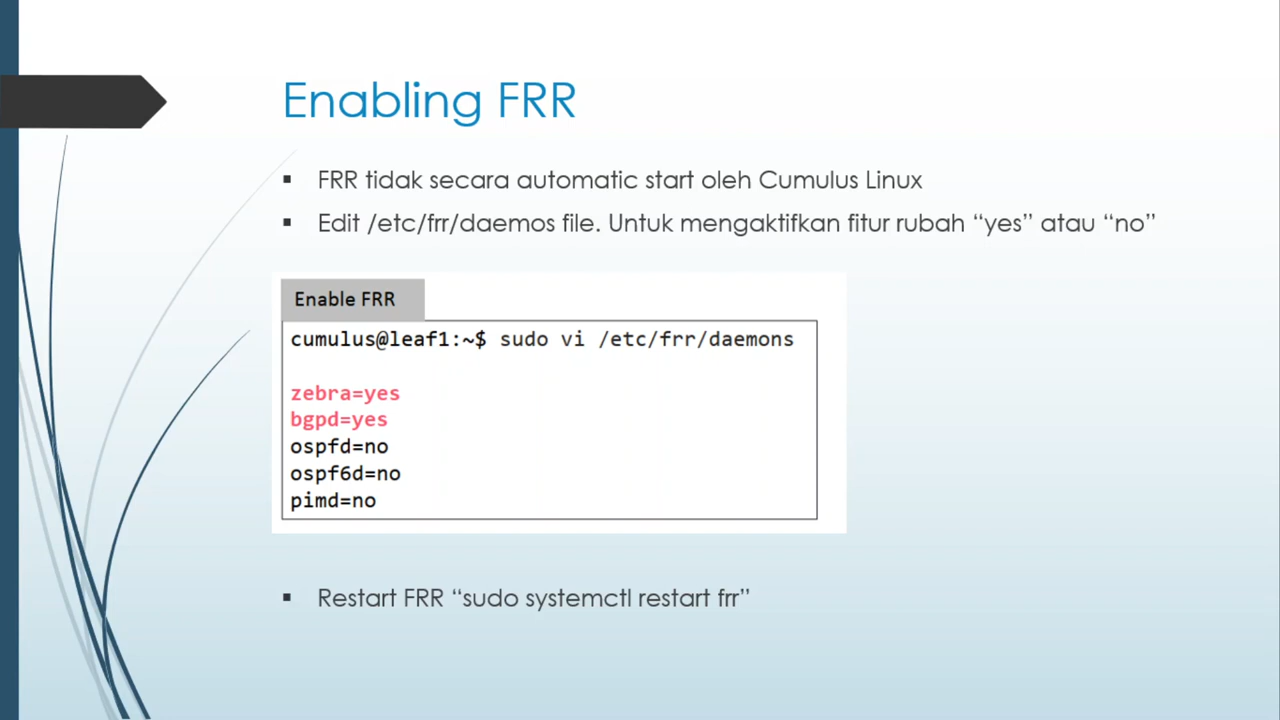 Enabling FRR
▪ FRR tidak secara automatic start oleh Cumulus Linux
▪ Edit /etc/frr/daemos file. Untuk mengaktifkan fitur rubah “yes” atau “no”
Enable FRR
cumulus@leaf1:~$ sudo vi /etc/frr/daemons
zebra=yes
bgpd=yes
ospfd=no
ospf6d=no
pimd=no
▪ Restart FRR “sudo systemctl restart frr”